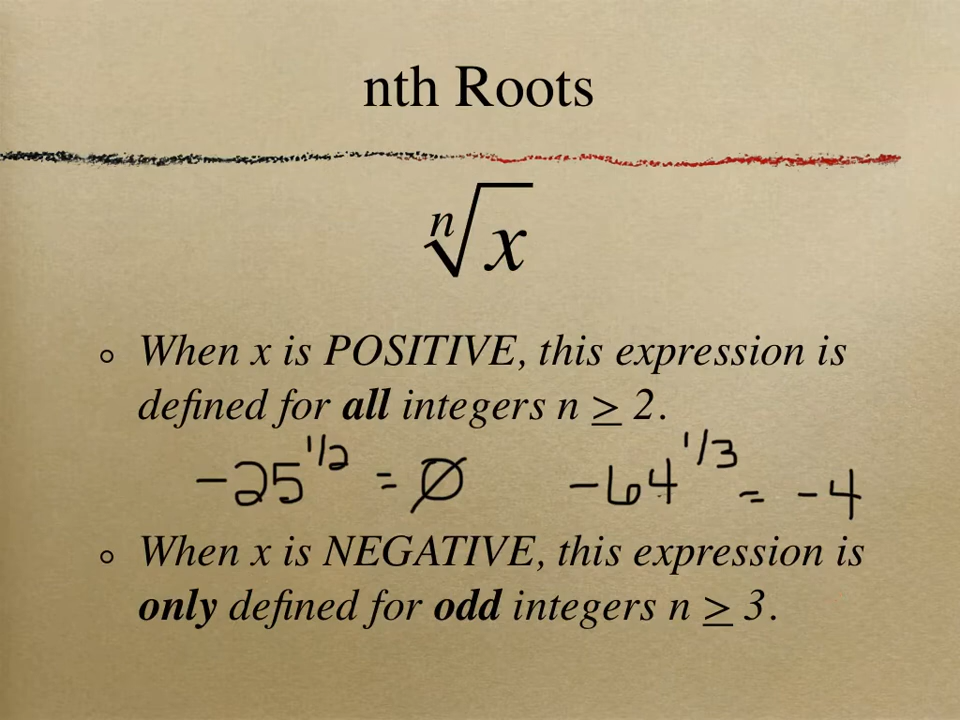 nth Roots
ⁿ√x
When x is POSITIVE, this expression is
defined for all integers n ≥ 2.
-25^1/2 = ∅ -64^1/3 = -4
When x is NEGATIVE, this expression is
only defined for odd integers n ≥ 3.